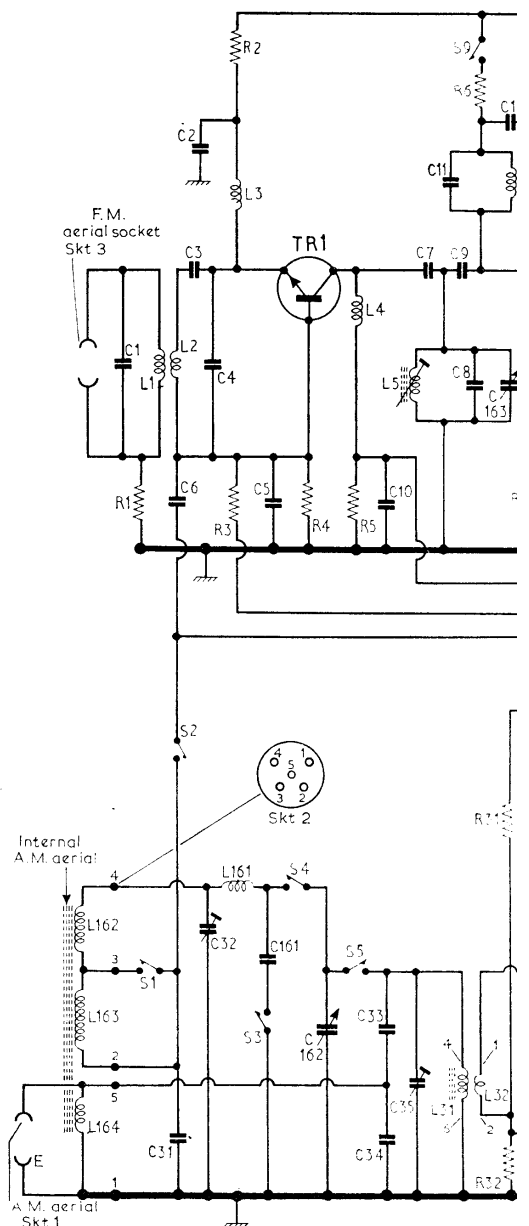 R2
S9
R6
C1
C2
C11
L3
F.M.
aerial socket
Skt 3
TR1
C3
C7 C9
L4
C1
L1
L2
C4
L5
C8
C
163
R1
C6
R3
C5
R4
R5
C10
R
S2
4 1
5
3 2
Skt 2
R31
Internal
A.M. aerial
4
L161
S4
L162
C32
C161
3
S1
S5
L163
S3
C
162
C33
2
5
4
1
L31
L32
C35
6
2
L164
C31
C34
R32
E
1
A.M. aerial
Skt 1